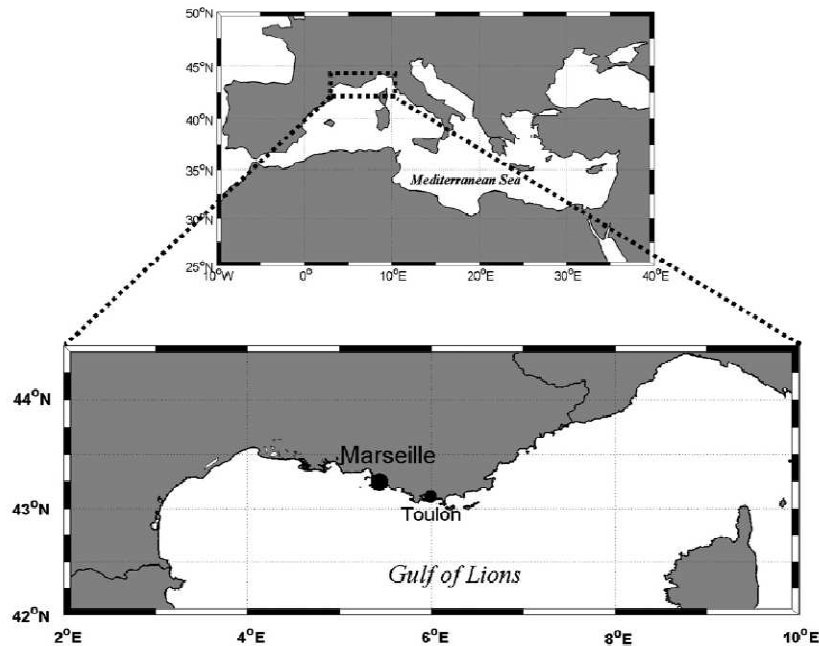 50°N
45°N
40°N
35°N
Mediterranean Sea
30°N
25°N
10°W 0° 10°E 20°E 30°E 40°E
44°N
Marseille
43°N
Toulon
Gulf of Lions
42°N
2°E 4°E 6°E 8°E 10°E